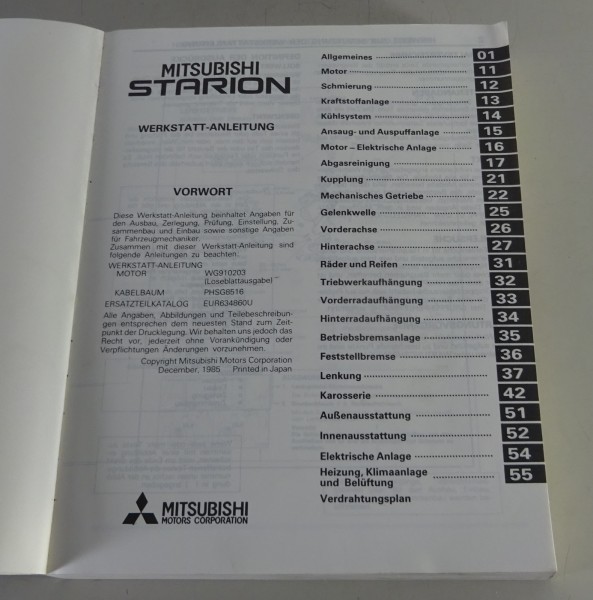 MITSUBISHI
STARION
WERKSTATT-ANLEITUNG
VORWORT
Diese Werkstatt-Anleitung beinhaltet Angaben für
den Ausbau, Zerlegung, Prüfung, Einstellung, Zu-
sammenbau und Einbau sowie sonstige Angaben
für Fahrzeugmechaniker.
Zusammen mit dieser Werkstatt-Anleitung sind
folgende Anleitungen zu beachten.
WERKSTATT-ANLEITUNG
MOTOR WG910203
(Loseblattausgabe)
KABELBAUM PHSG8516
ERSATZTEILKATALOG EUR634860U
Alle Angaben, Abbildungen und Teilebeschreibun-
gen entsprechen dem neuesten Stand zum Zeit-
punkt der Drucklegung. Wir behalten uns jedoch das
Recht vor, jederzeit ohne Vorankündigung oder
Verpflichtungen Änderungen vorzunehmen.
Copyright Mitsubishi Motors Corporation
December, 1985 Printed in Japan
MITSUBISHI
MOTORS CORPORATION
Allgemeines 01
Motor 11
Schmierung 12
Kraftstoffanlage 13
Kühlsystem 14
Ansaug- und Auspuffanlage 15
Motor – Elektrische Anlage 16
Abgasreinigung 17
Kupplung 21
Mechanisches Getriebe 22
Gelenkwelle 25
Vorderachse 26
Hinterachse 27
Räder und Reifen 31
Triebwerkaufhängung 32
Vorderradaufhängung 33
Hinterradaufhängung 34
Betriebsbremsanlage 35
Feststellbremse 36
Lenkung 37
Karosserie 42
Außenausstattung 51
Innenausstattung 52
Elektrische Anlage 54
Heizung, Klimaanlage
und Belüftung 55
Verdrahtungsplan